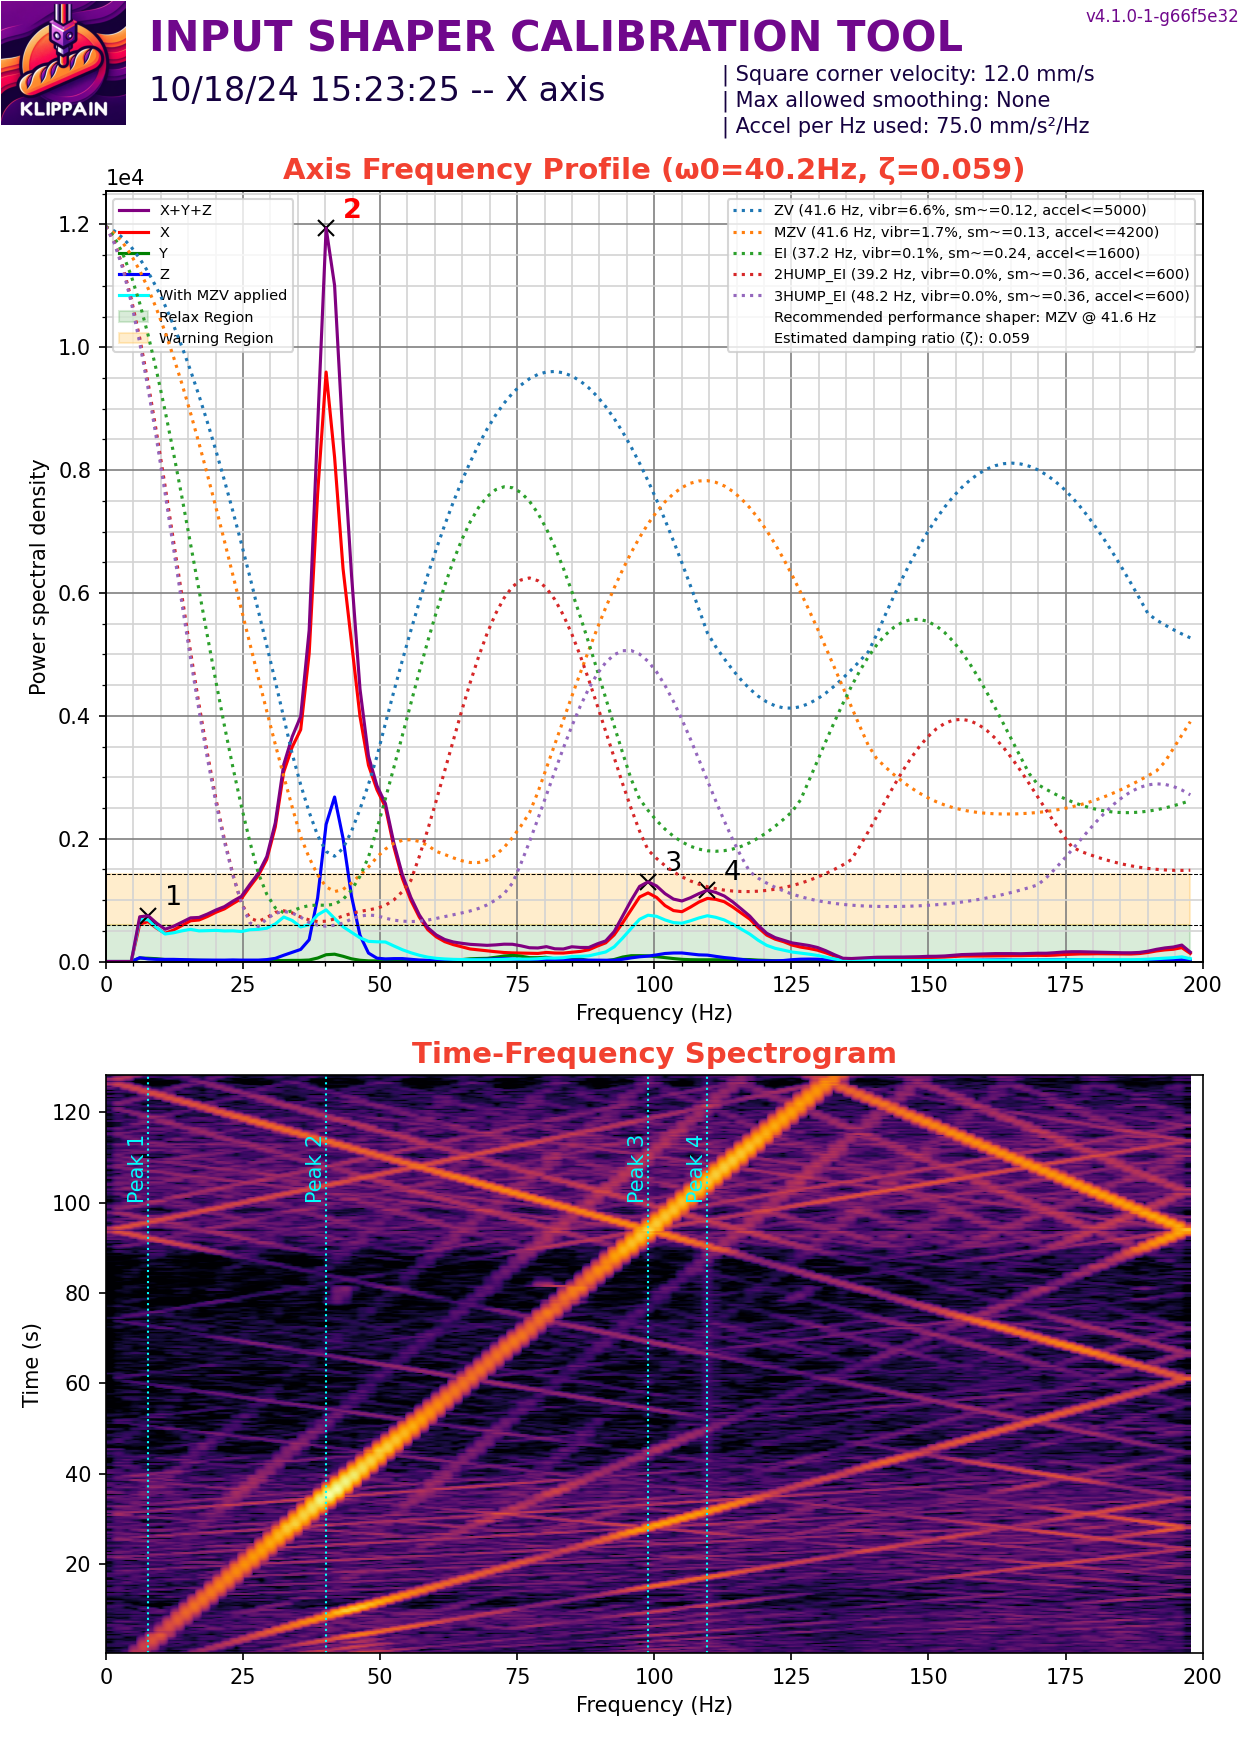 v4.1.0-1-g66f5e32
INPUT SHAPER CALIBRATION TOOL
KLIPPAIN
10/18/24 15:23:25 -- X axis
| Square corner velocity: 12.0 mm/s
| Max allowed smoothing: None
| Accel per Hz used: 75.0 mm/s²/Hz
Axis Frequency Profile (ω0=40.2Hz, ζ=0.059)
1e4
X+Y+Z
X
Y
Z
With MZV applied
Relax Region
Warning Region
ZV (41.6 Hz, vibr=6.6%, sm~=0.12, accel<=5000)
MZV (41.6 Hz, vibr=1.7%, sm~=0.13, accel<=4200)
EI (37.2 Hz, vibr=0.1%, sm~=0.24, accel<=1600)
2HUMP_EI (39.2 Hz, vibr=0.0%, sm~=0.36, accel<=600)
3HUMP_EI (48.2 Hz, vibr=0.0%, sm~=0.36, accel<=600)
Recommended performance shaper: MZV @ 41.6 Hz
Estimated damping ratio (ζ): 0.059
1
2
3
4
Power spectral density
1.2
1.0
0.8
0.6
0.4
0.2
0.0
0 25 50 75 100 125 150 175 200
Frequency (Hz)
Time-Frequency Spectrogram
Peak 1
Peak 2
Peak 3
Peak 4
Time (s)
120
100
80
60
40
20
0 25 50 75 100 125 150 175 200
Frequency (Hz)